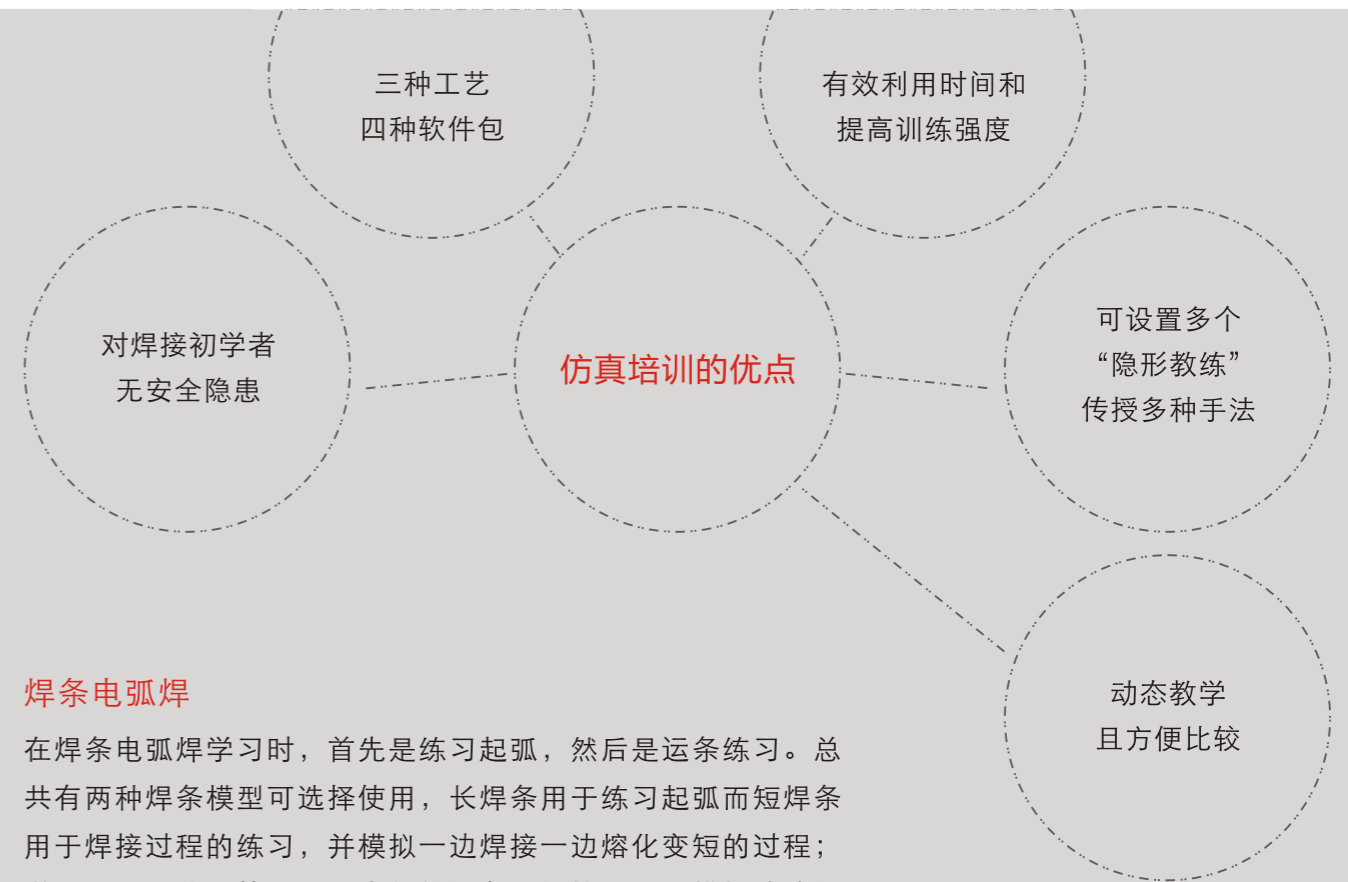 三种工艺
四种软件包
有效利用时间和
提高训练强度
对焊接初学者
无安全隐患
仿真培训的优点
可设置多个
“隐形教练”
传授多种手法
动态教学
且方便比较
焊条电弧焊
在焊条电弧焊学习时，首先是练习起弧，然后是运条练习。总
共有两种焊条模型可选择使用，长焊条用于练习起弧而短焊条
用于焊接过程的练习，并模拟一边焊接一边熔化变短的过程；